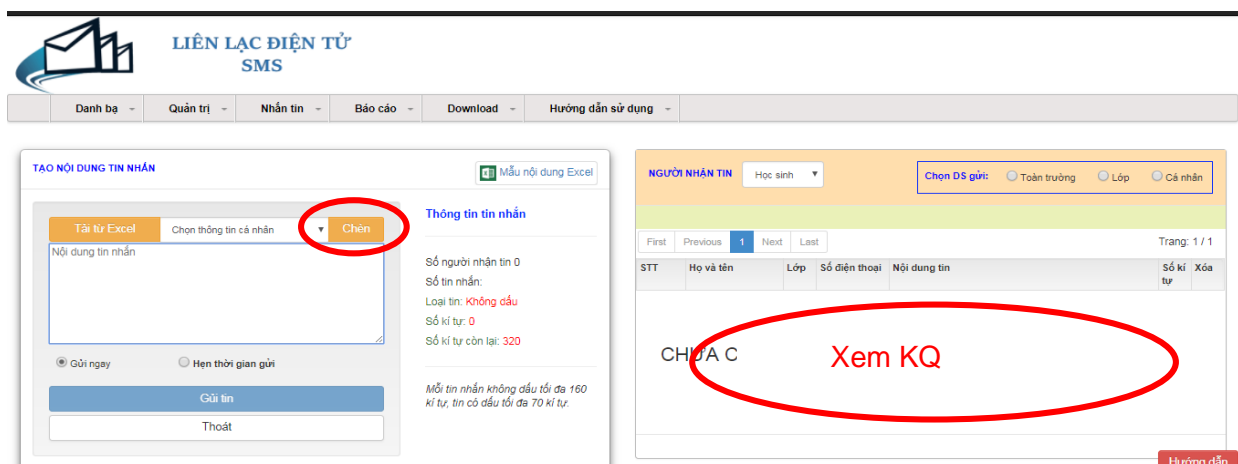 LIÊN LẠC ĐIỆN TỬ
SMS
Danh bạ
Quản trị
Nhắn tin
Báo cáo
Download
Hướng dẫn sử dụng
TẠO NỘI DUNG TIN NHẮN
Mẫu nội dung Excel
Tải từ Excel
Chọn thông tin cá nhân
Chèn
Nội dung tin nhắn
Gửi ngay
Hẹn thời gian gửi
Gửi tin
Thoát
Thông tin tin nhắn
Số người nhận tin 0
Số tin nhắn:
Loại tin: Không dấu
Số kí tự: 0
Số kí tự còn lại: 320
Mỗi tin nhắn không dấu tối đa 160
kí tự, tin có dấu tối đa 70 kí tự.
NGƯỜI NHẬN TIN
Học sinh
Chọn DS gửi:
Toàn trường
Lớp
Cá nhân
First Previous 1 Next Last
Trang: 1 / 1
STT Họ và tên Lớp Số điện thoại Nội dung tin Số kí Xóa
tự
CHƯA C
Xem KQ
Hướng dẫn